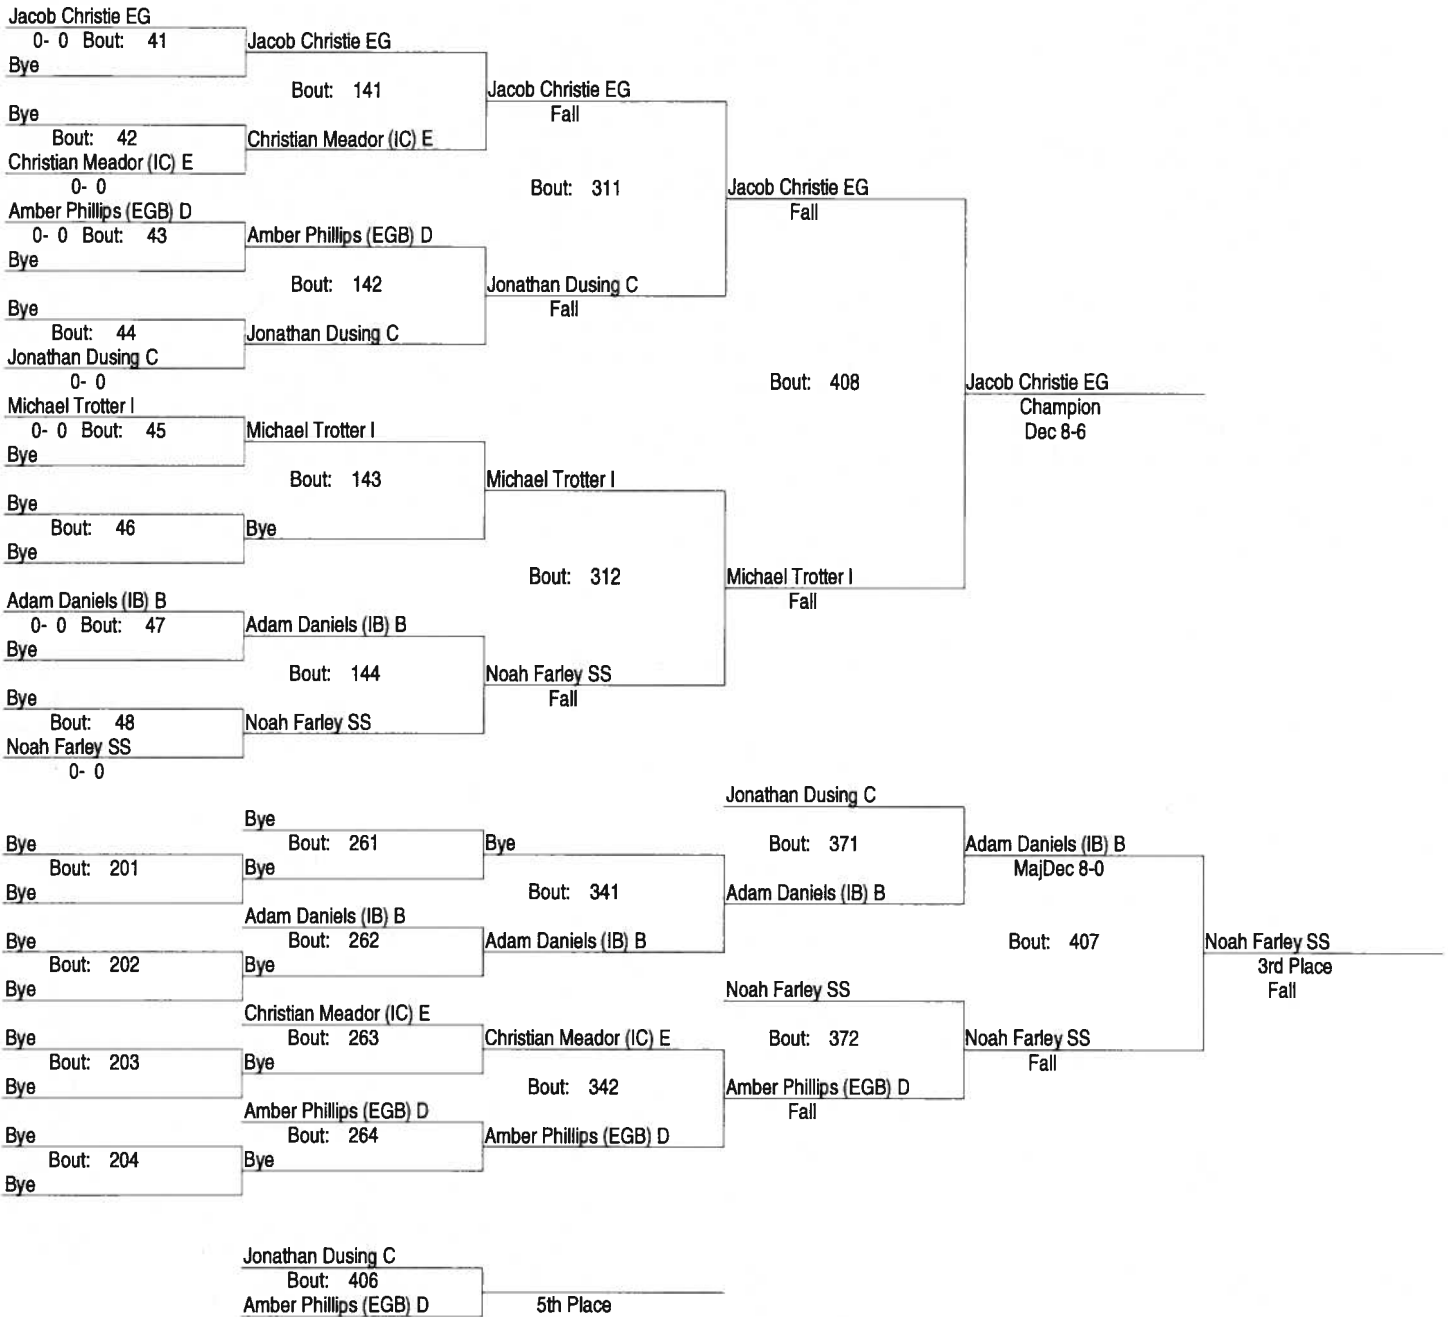 Jacob Christie EG
0- 0 Bout: 41
Bye
Bye
Bout: 42
Christian Meador (IC) E
0- 0
Amber Phillips (EGB) D
0- 0 Bout: 43
Bye
Bye
Bout: 44
Jonathan Dusing C
0- 0
Michael Trotter I
0- 0 Bout: 45
Bye
Bye
Bout: 46
Bye
Adam Daniels (IB) B
0- 0 Bout: 47
Bye
Bye
Bout: 48
Noah Farley SS
0- 0
Jacob Christie EG
Bout: 141
Christian Meador (IC) E
Amber Phillips (EGB) D
Bout: 142
Jonathan Dusing C
Michael Trotter I
Bout: 143
Bye
Adam Daniels (IB) B
Bout: 144
Noah Farley SS
Jacob Christie EG
Fall
Bout: 311
Jonathan Dusing C
Fall
Michael Trotter I
Bout: 312
Noah Farley SS
Fall
Jacob Christie EG
Fall
Bout: 408
Michael Trotter I
Fall
Jacob Christie EG
Champion
Dec 8-6
Bye
Bout: 201
Bye
Bye
Bout: 202
Bye
Bye
Bout: 203
Bye
Bye
Bout: 204
Bye
Bye
Bout: 261
Bye
Adam Daniels (IB) B
Bout: 262
Bye
Christian Meador (IC) E
Bout: 263
Bye
Amber Phillips (EGB) D
Bout: 264
Bye
Bye
Bout: 341
Adam Daniels (IB) B
Christian Meador (IC) E
Bout: 342
Amber Phillips (EGB) D
Jonathan Dusing C
Bout: 371
Adam Daniels (IB) B
Noah Farley SS
Bout: 372
Amber Phillips (EGB) D
Fall
Adam Daniels (IB) B
MajDec 8-0
Bout: 407
Noah Farley SS
Fall
Noah Farley SS
3rd Place
Fall
Jonathan Dusing C
Bout: 406
Amber Phillips (EGB) D
5th Place